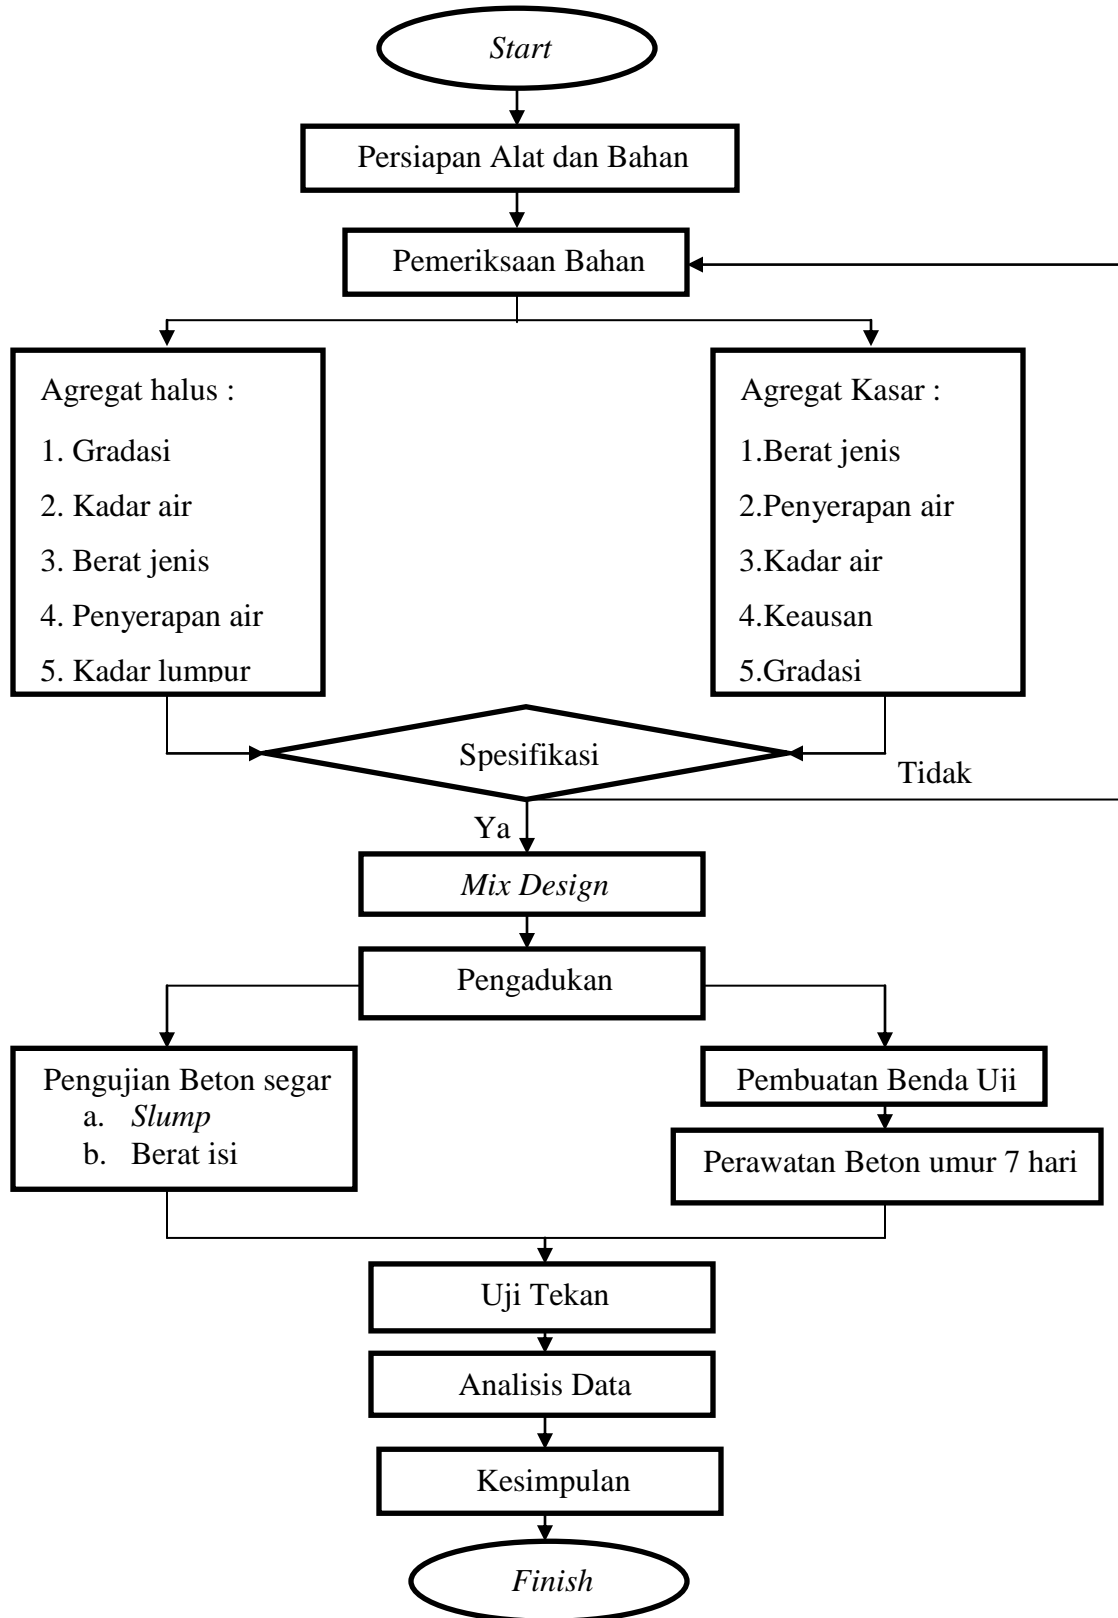 Start
Persiapan Alat dan Bahan
Pemeriksaan Bahan
Agregat halus :
1. Gradasi
2. Kadar air
3. Berat jenis
4. Penyerapan air
5. Kadar lumpur
Agregat Kasar :
1.Berat jenis
2.Penyerapan air
3.Kadar air
4.Keausan
5.Gradasi
Spesifikasi
Tidak
Ya
Mix Design
Pengadukan
Pengujian Beton segar
a. Slump
b. Berat isi
Pembuatan Benda Uji
Perawatan Beton umur 7 hari
Uji Tekan
Analisis Data
Kesimpulan
Finish